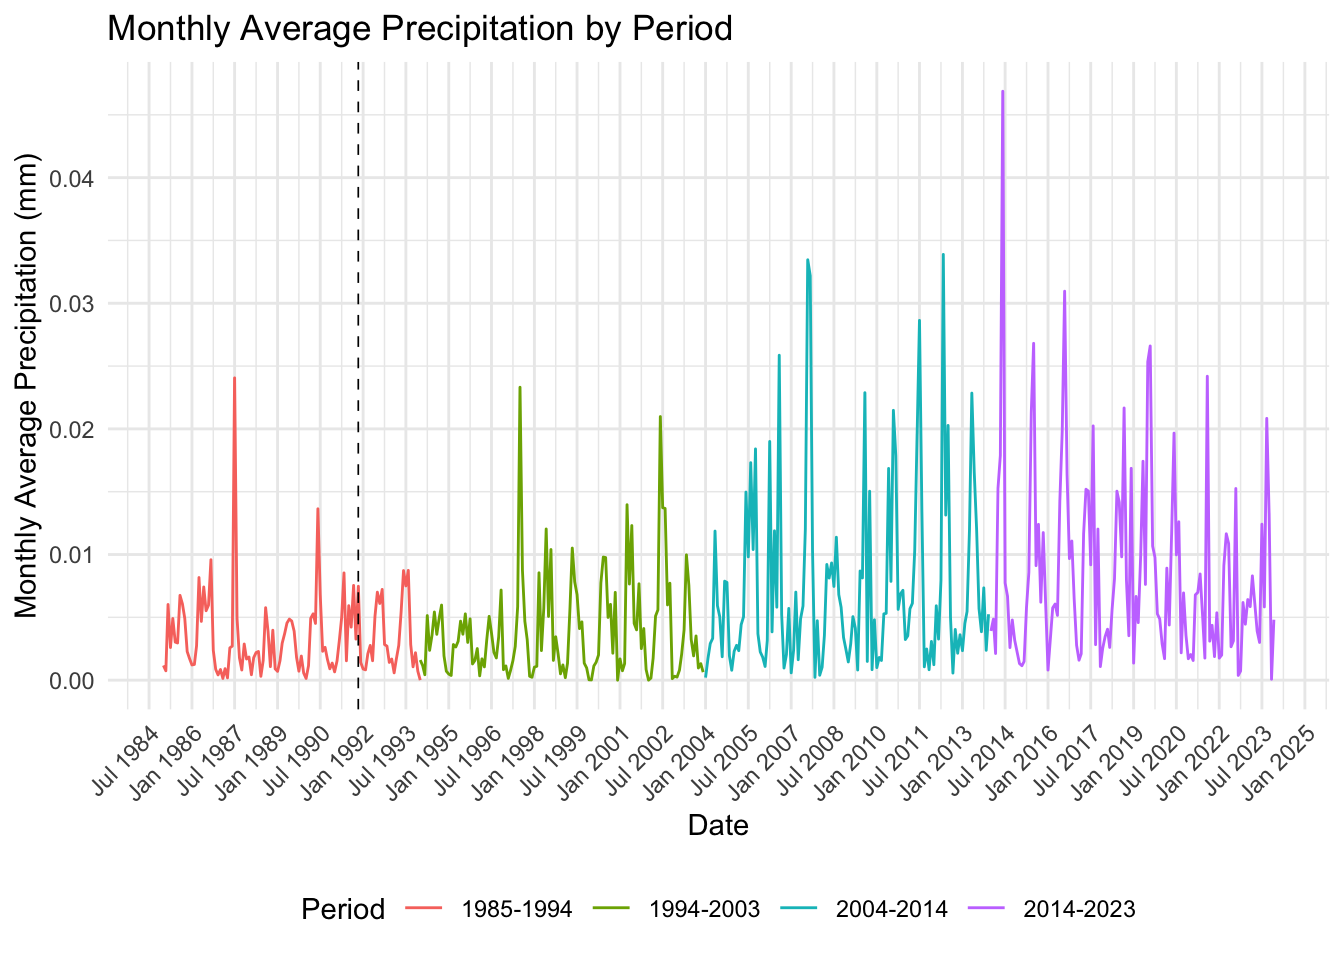 Monthly Average Precipitation by Period
Monthly Average Precipitation (mm)
0.04
0.03
0.02
0.01
0.00
Jul 1984
Jan 1986
Jul 1987
Jan 1989
Jul 1990
Jan 1992
Jul 1993
Jan 1995
Jul 1996
Jan 1998
Jul 1999
Jan 2001
Jul 2002
Jan 2004
Jul 2005
Jan 2007
Jul 2008
Jan 2010
Jul 2011
Jan 2013
Jul 2014
Jan 2016
Jul 2017
Jan 2019
Jul 2020
Jan 2022
Jul 2023
Jan 2025
Date
Period 1985-1994 1994-2003 2004-2014 2014-2023